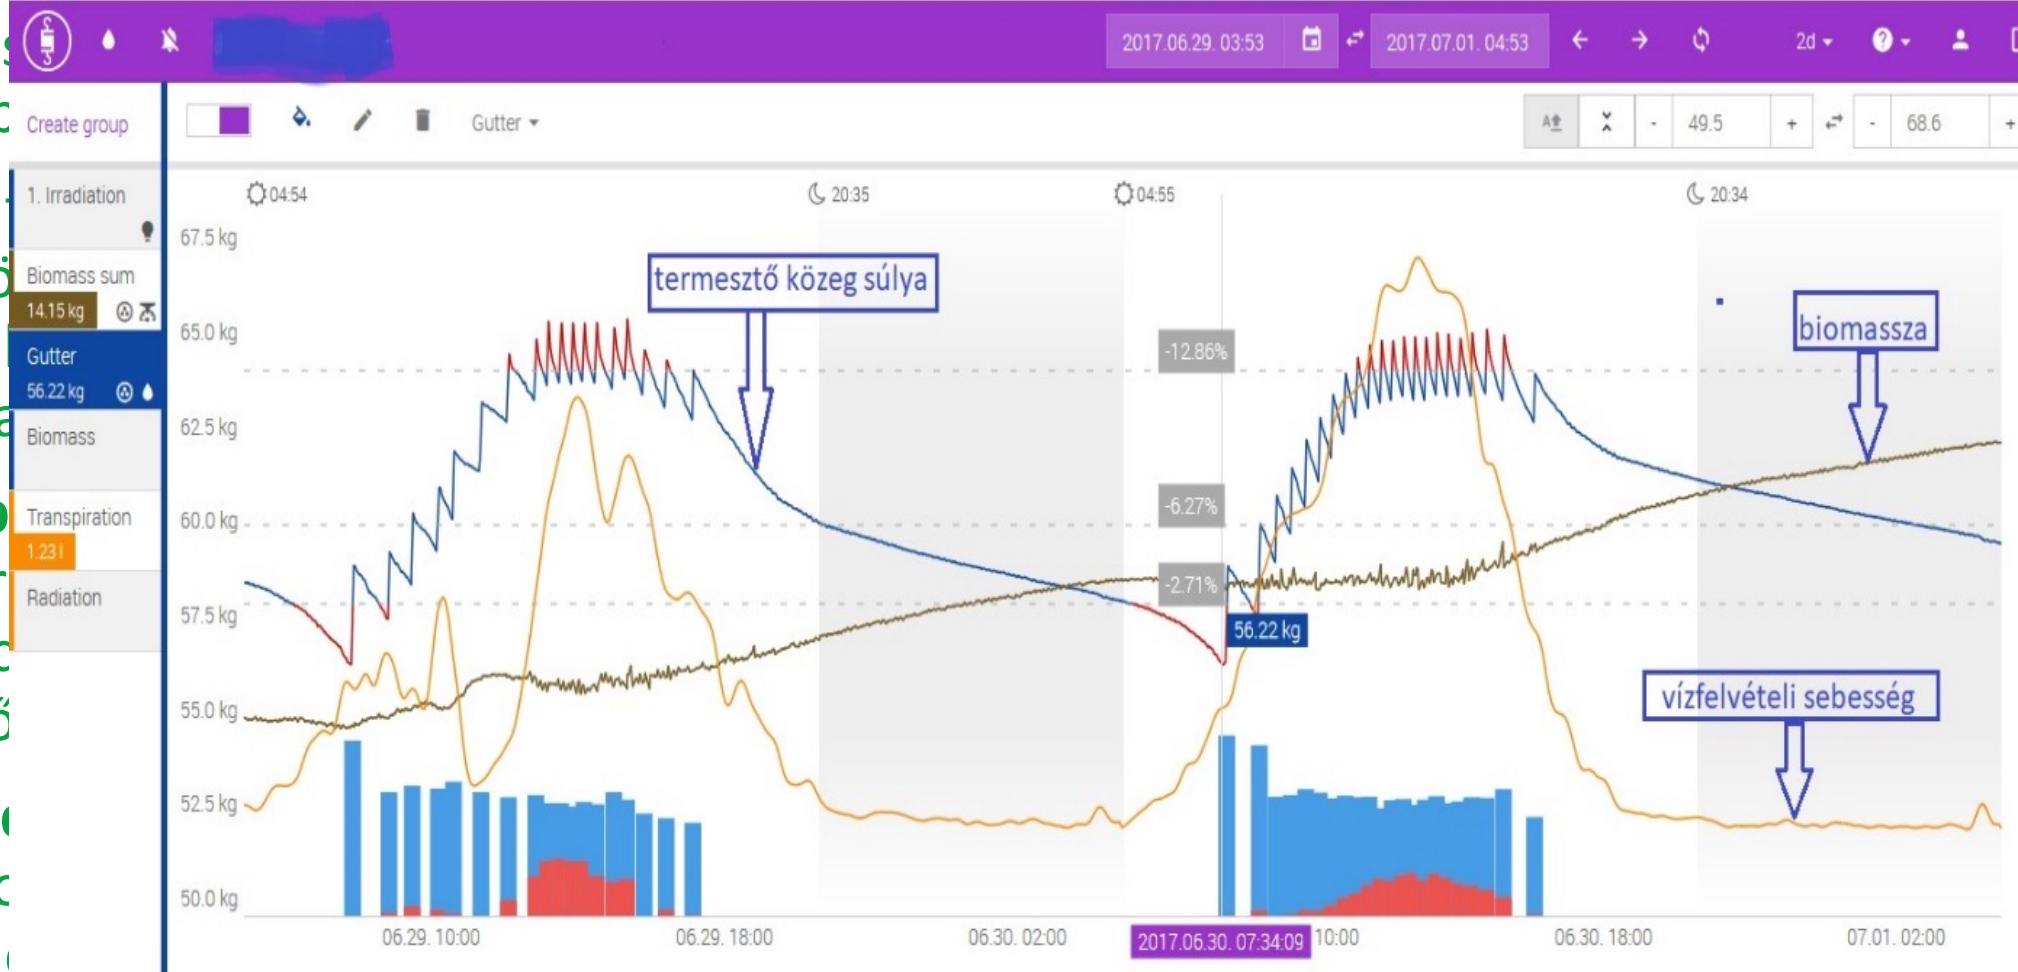 2017.06.29. 03:53
2017.07.01. 04:53
2d
Create group
Gutter
49.5
68.6
1. Irradiation
Biomass sum
14.15 kg
Gutter
56.22 kg
Biomass
Transpiration
1.23 l
Radiation
04:54
20:35
04:55
20:34
67.5 kg
65.0 kg
62.5 kg
60.0 kg
57.5 kg
55.0 kg
52.5 kg
50.0 kg
termesztő közeg súlya
biomassza
vízfelvételi sebesség
-12.86%
-6.27%
-2.71%
56.22 kg
06.29. 10:00
06.29. 18:00
06.30. 02:00
2017.06.30. 07:34:09
10:00
06.30. 18:00
07.01. 02:00